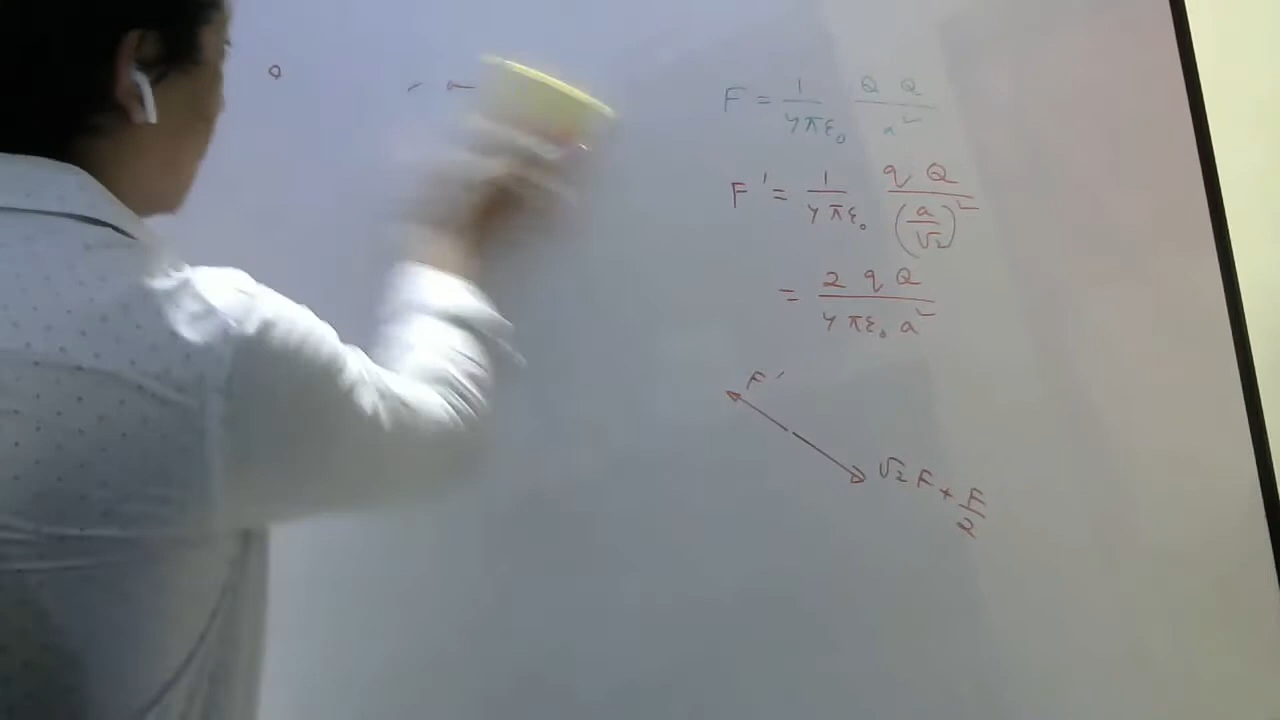 F = 1/4πε₀ Q Q/a²
F' = 1/4πε₀ q Q/(a/√2)²
= 2 q Q/4πε₀ a²
F'
√2 F + F/2